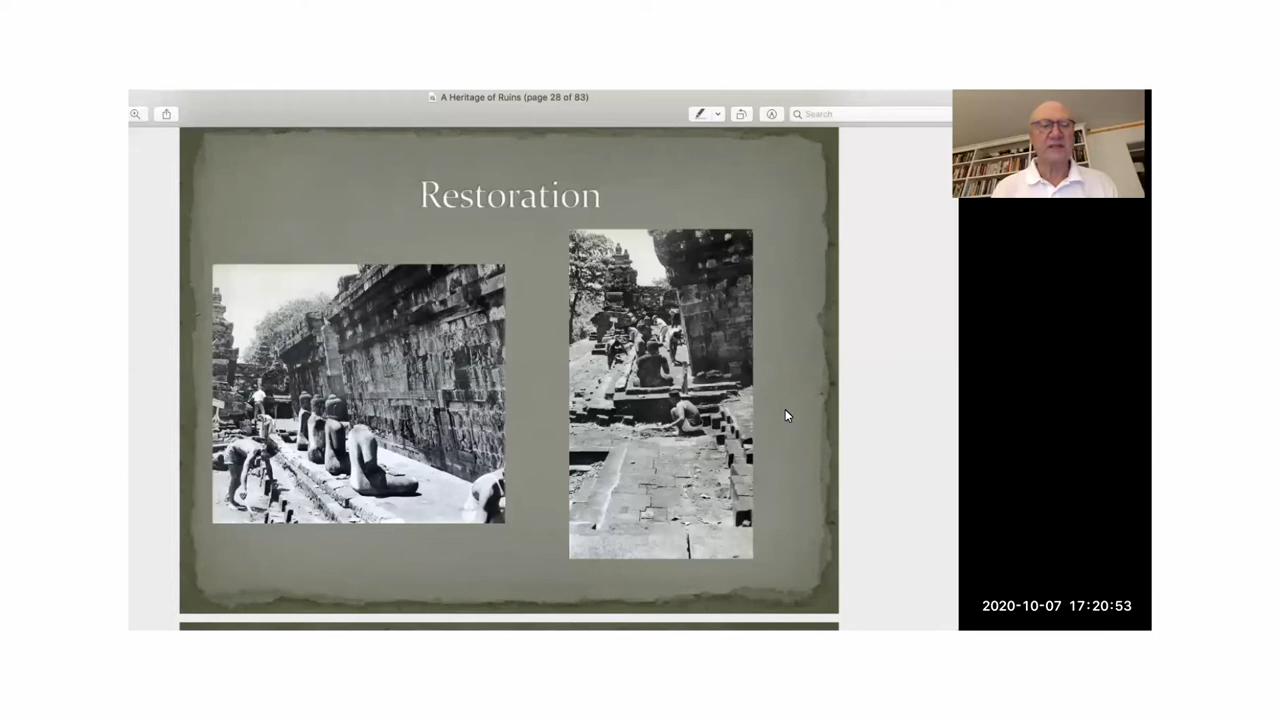 A Heritage of Ruins (page 28 of 83)
Search
Restoration
2020-10-07 17:20:53